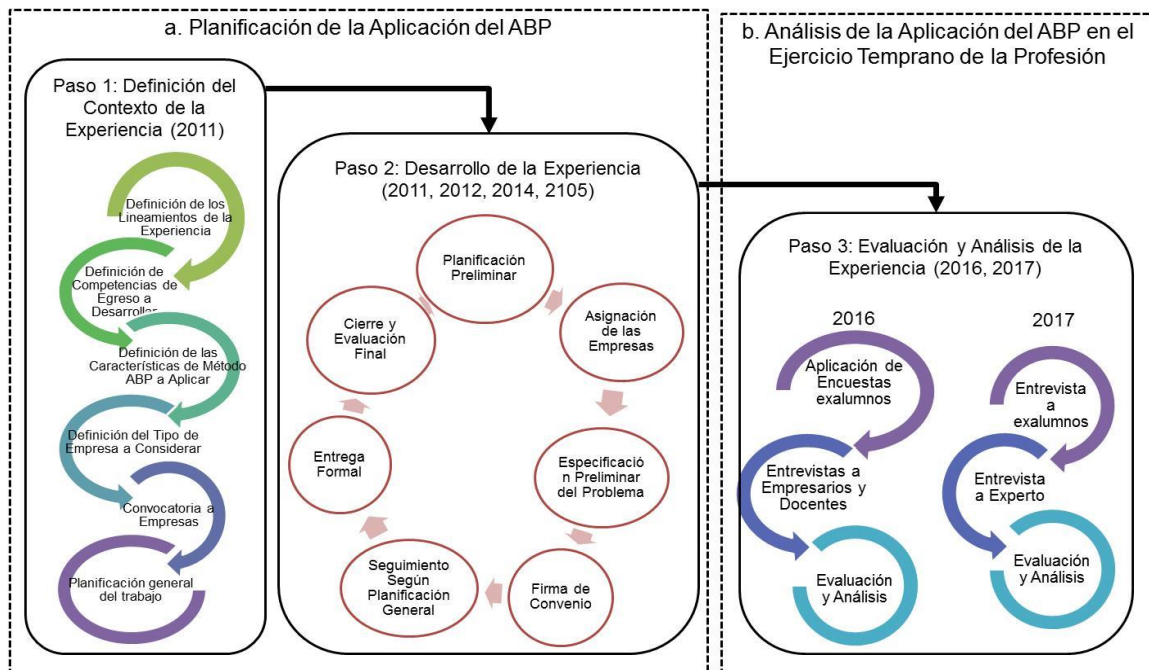 a. Planificación de la Aplicación del ABP
Paso 1: Definición del
Contexto de la
Experiencia (2011)
Definición de los
Lineamientos de la
Experiencia
Definición de
Competencias de
Egreso a
Desarrollar
Definición de las
Características de Método
ABP a Aplicar
Definición del Tipo de
Empresa a Considerar
Convocatoria a
Empresas
Planificación general
del trabajo
Paso 2: Desarrollo de la Experiencia
(2011, 2012, 2014, 2105)
Planificación
Preliminar
Asignación
de las
Empresas
Especificació
n Preliminar
del Problema
Firma de
Convenio
Seguimiento
Según
Planificación
General
Entrega
Formal
Cierre y
Evaluación
Final
b. Análisis de la Aplicación del ABP en el
Ejercicio Temprano de la Profesión
Paso 3: Evaluación y Análisis de la
Experiencia (2016, 2017)
2016
Aplicación de
Encuestas
exalumnos
Entrevistas a
Empresarios y
Docentes
Evaluación
y Análisis
2017
Entrevista
a
exalumnos
Entrevista
a Experto
Evaluación
y Análisis